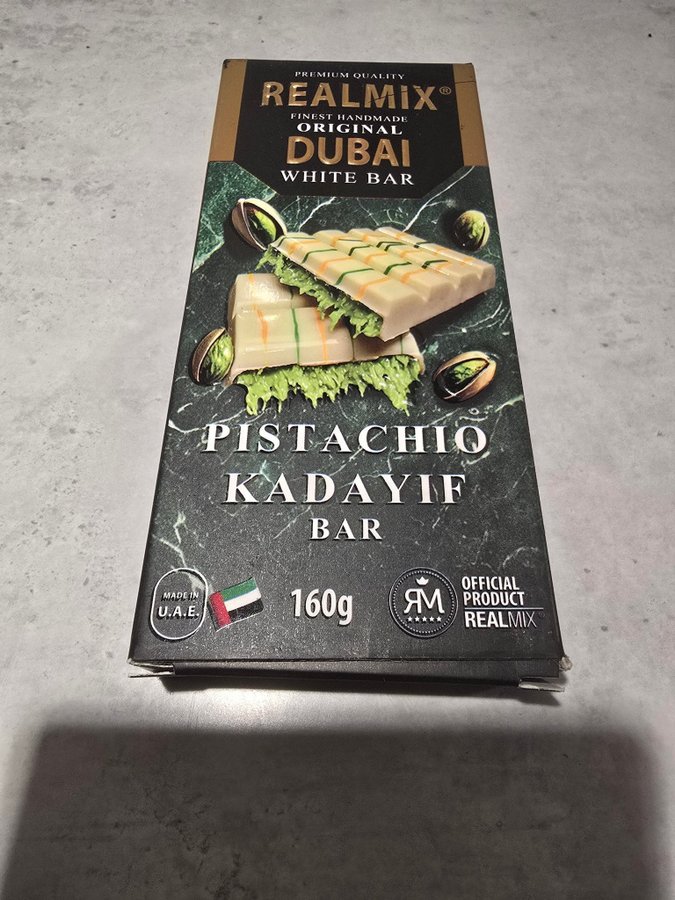 PREMIUM QUALITY
REALMiX®
FINEST HANDMADE
ORIGINAL
DUBAI
WHITE BAR
PISTACHIO
KADAYIF
BAR
MADE IN
U.A.E.
160g
ЯM
OFFICIAL
PRODUCT
REALMIX